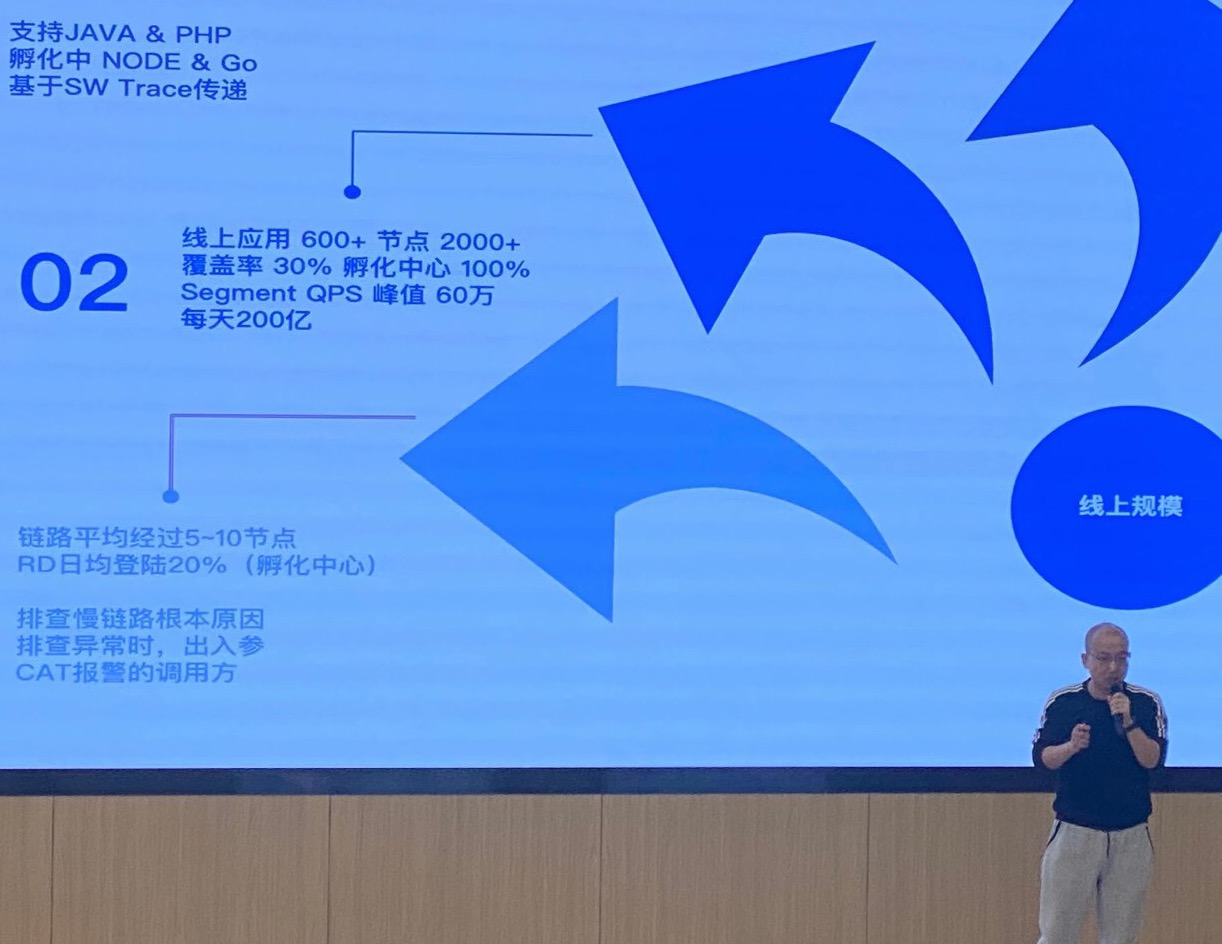 支持JAVA & PHP
孵化中 NODE & Go
基于SW Trace传递
02
线上应用 600+ 节点 2000+
覆盖率 30% 孵化中心 100%
Segment QPS 峰值 60万
每天200亿
线上规模
链路平均经过5~10节点
RD日均登陆20%（孵化中心）
排查慢链路根本原因
排查异常时，出入参
CAT报警的调用方